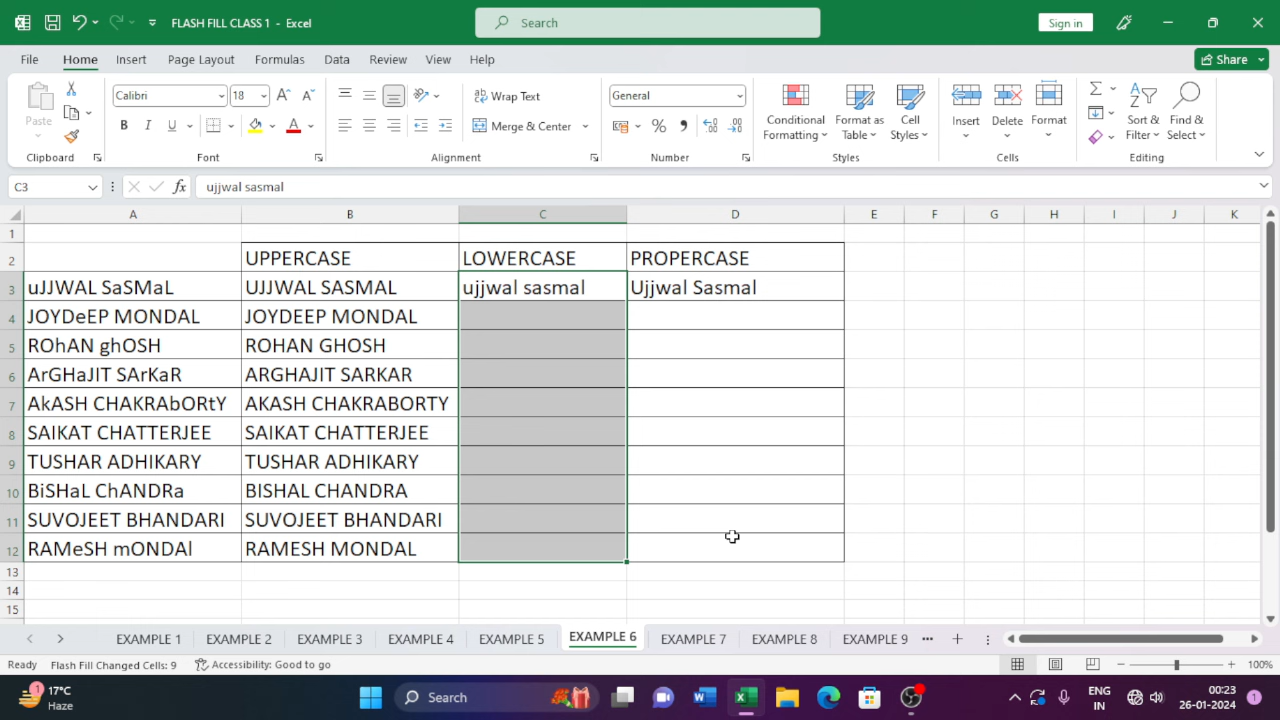 FLASH FILL CLASS 1 - Excel
Search
Sign in
File Home Insert Page Layout Formulas Data Review View Help
Share
Paste
Calibri 18
B I U
Wrap Text
Merge & Center
General
Conditional Formatting
Format as Table
Cell Styles
Insert Delete Format
Sort & Filter
Find & Select
Clipboard Font Alignment Number Styles Cells Editing
C3 fx ujjwal sasmal
A B C D E F G H I J K
1
2 UPPERCASE LOWERCASE PROPERCASE
3 uJJWAL SaSMaL UJJWAL SASMAL ujjwal sasmal Ujjwal Sasmal
4 JOYDeEP MONDAL JOYDEEP MONDAL
5 ROhAN ghOSH ROHAN GHOSH
6 ArGHaJIT SArKaR ARGHAJIT SARKAR
7 AkASH CHAKRAbORtY AKASH CHAKRABORTY
8 SAIKAT CHATTERJEE SAIKAT CHATTERJEE
9 TUSHAR ADHIKARY TUSHAR ADHIKARY
10 BiSHaL ChANDRa BISHAL CHANDRA
11 SUVOJEET BHANDARI SUVOJEET BHANDARI
12 RAMeSH mONDAl RAMESH MONDAL
13
14
15
EXAMPLE 1 EXAMPLE 2 EXAMPLE 3 EXAMPLE 4 EXAMPLE 5 EXAMPLE 6 EXAMPLE 7 EXAMPLE 8 EXAMPLE 9
Ready Flash Fill Changed Cells: 9 Accessibility: Good to go 100%
1 17°C
Haze
Search
ENG
IN
00:23
26-01-2024
1